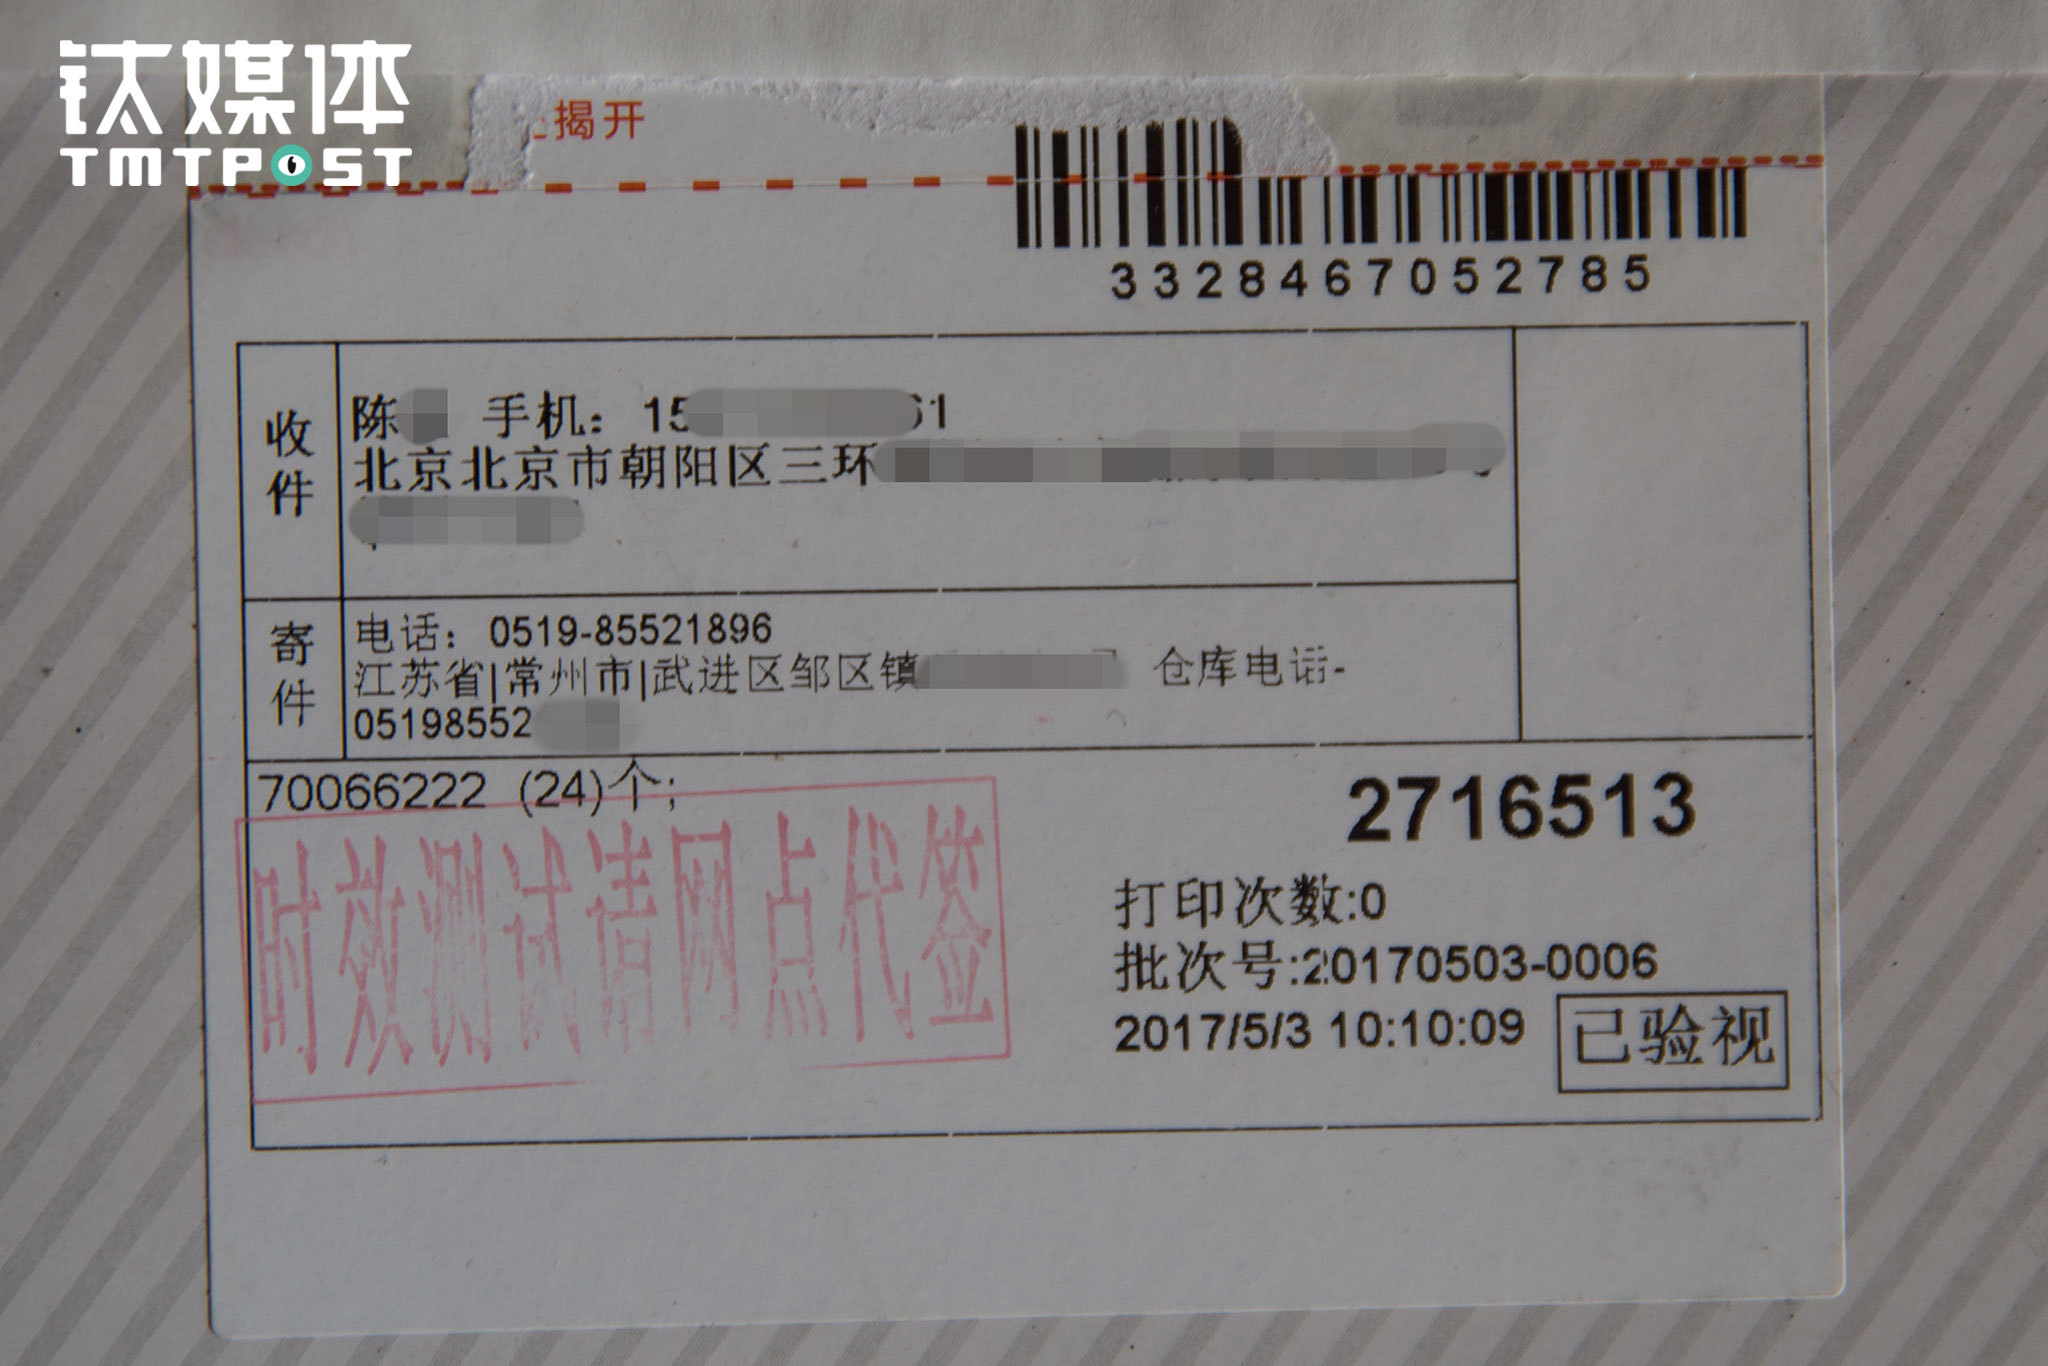 钛媒体
TMTPOST
揭开
3328467052785
收件
陈 手机：15 61
北京北京市朝阳区三环
寄件
电话：0519-85521896
江苏省|常州市|武进区邹区镇 仓库电话-
05198552
70066222 (24)个;
时效测试请网点代签
2716513
打印次数:0
批次号:20170503-0006
2017/5/3 10:10:09
已验视